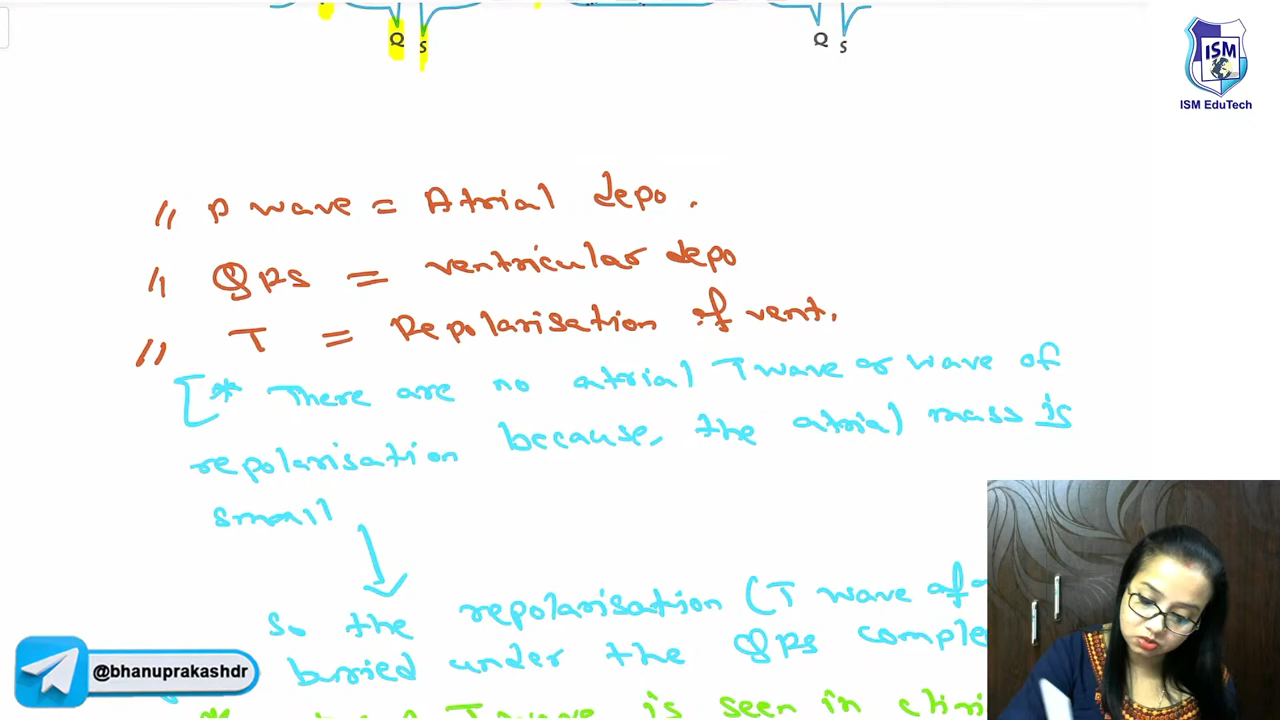 Q S Q S
ISM
ISM EduTech
// P wave = Atrial depo.
// QRS = ventricular depo
// T = Repolarisation of vent.
[* There are no atrial T wave or wave of
repolarisation because, the atrial mass is
small
So the repolarisation (T wave of
buried under the QRS
T wave is seen in
@bhanuprakashdr